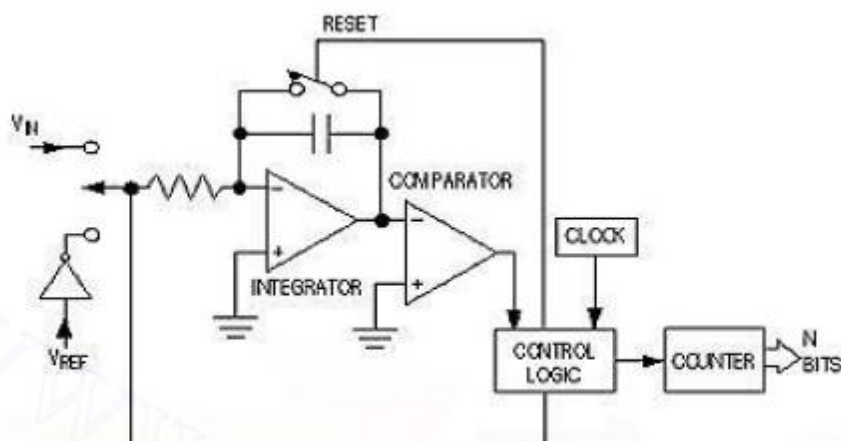 RESET
VIN
COMPARATOR
CLOCK
INTEGRATOR
VREF
CONTROL
LOGIC
COUNTER
N
BITS